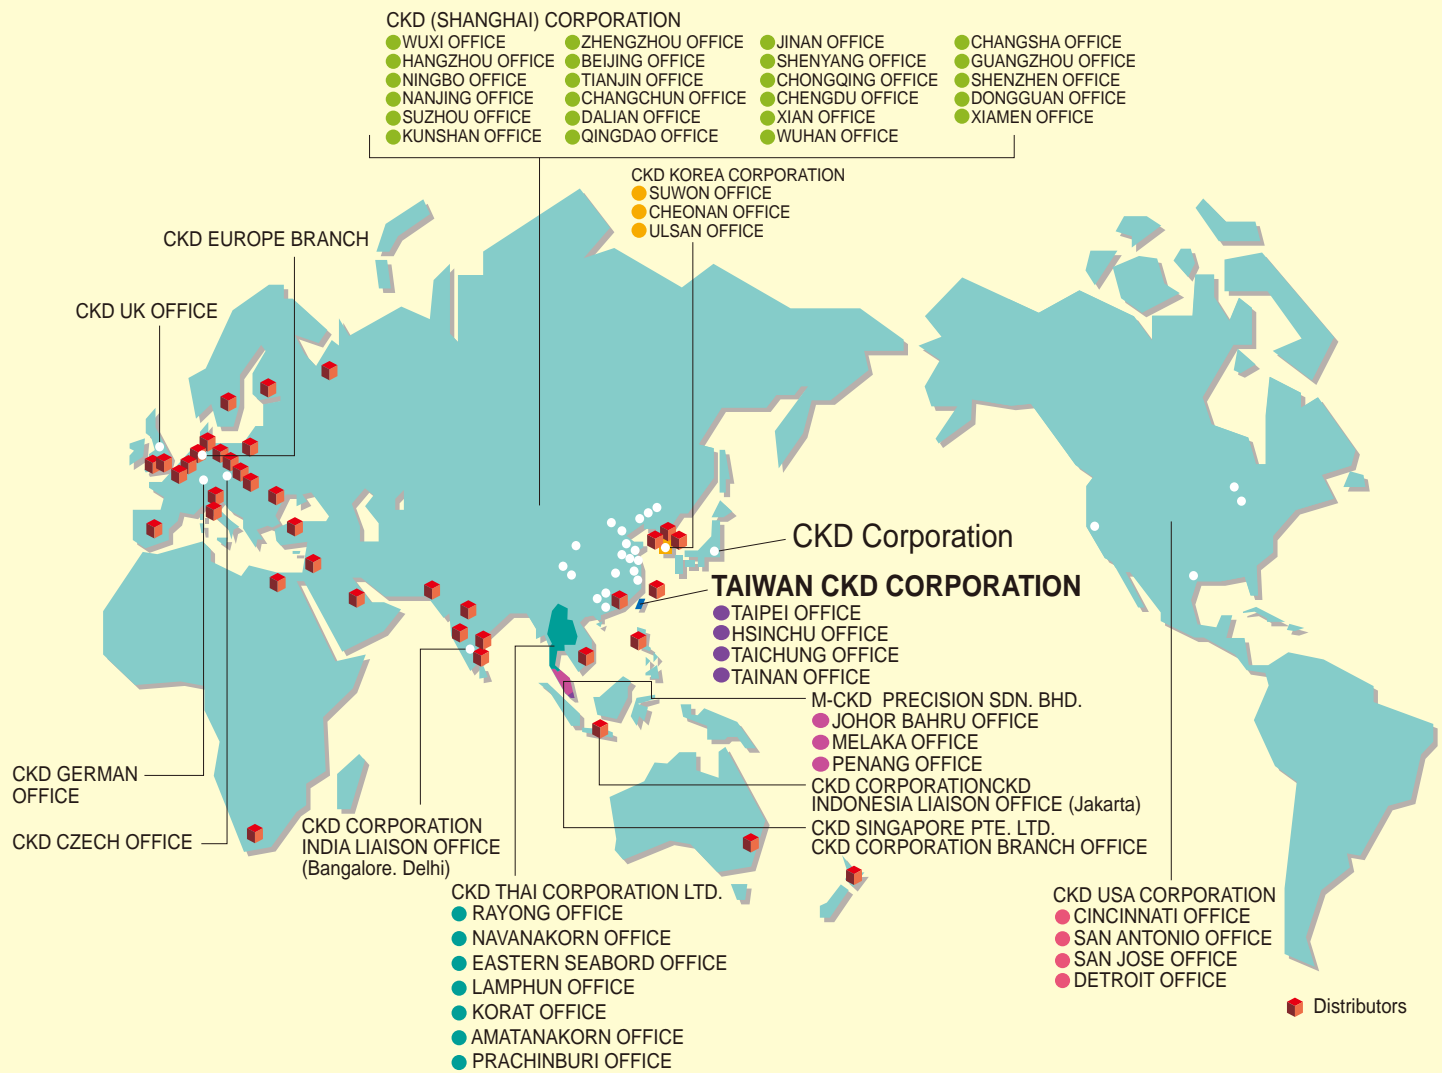 CKD (SHANGHAI) CORPORATION
WUXI OFFICE
HANGZHOU OFFICE
NINGBO OFFICE
NANJING OFFICE
SUZHOU OFFICE
KUNSHAN OFFICE
ZHENGZHOU OFFICE
BEIJING OFFICE
TIANJIN OFFICE
CHANGCHUN OFFICE
DALIAN OFFICE
QINGDAO OFFICE
JINAN OFFICE
SHENYANG OFFICE
CHONGQING OFFICE
CHENGDU OFFICE
XIAN OFFICE
WUHAN OFFICE
CHANGSHA OFFICE
GUANGZHOU OFFICE
SHENZHEN OFFICE
DONGGUAN OFFICE
XIAMEN OFFICE
CKD KOREA CORPORATION
SUWON OFFICE
CHEONAN OFFICE
ULSAN OFFICE
CKD EUROPE BRANCH
CKD UK OFFICE
CKD Corporation
TAIWAN CKD CORPORATION
TAIPEI OFFICE
HSINCHU OFFICE
TAICHUNG OFFICE
TAINAN OFFICE
M-CKD PRECISION SDN. BHD.
JOHOR BAHRU OFFICE
MELAKA OFFICE
PENANG OFFICE
CKD CORPORATIONCKD
INDONESIA LIAISON OFFICE (Jakarta)
CKD SINGAPORE PTE. LTD.
CKD CORPORATION BRANCH OFFICE
CKD GERMAN
OFFICE
CKD CZECH OFFICE
CKD CORPORATION
INDIA LIAISON OFFICE
(Bangalore. Delhi)
CKD THAI CORPORATION LTD.
RAYONG OFFICE
NAVANAKORN OFFICE
EASTERN SEABORD OFFICE
LAMPHUN OFFICE
KORAT OFFICE
AMATANAKORN OFFICE
PRACHINBURI OFFICE
CKD USA CORPORATION
CINCINNATI OFFICE
SAN ANTONIO OFFICE
SAN JOSE OFFICE
DETROIT OFFICE
Distributors